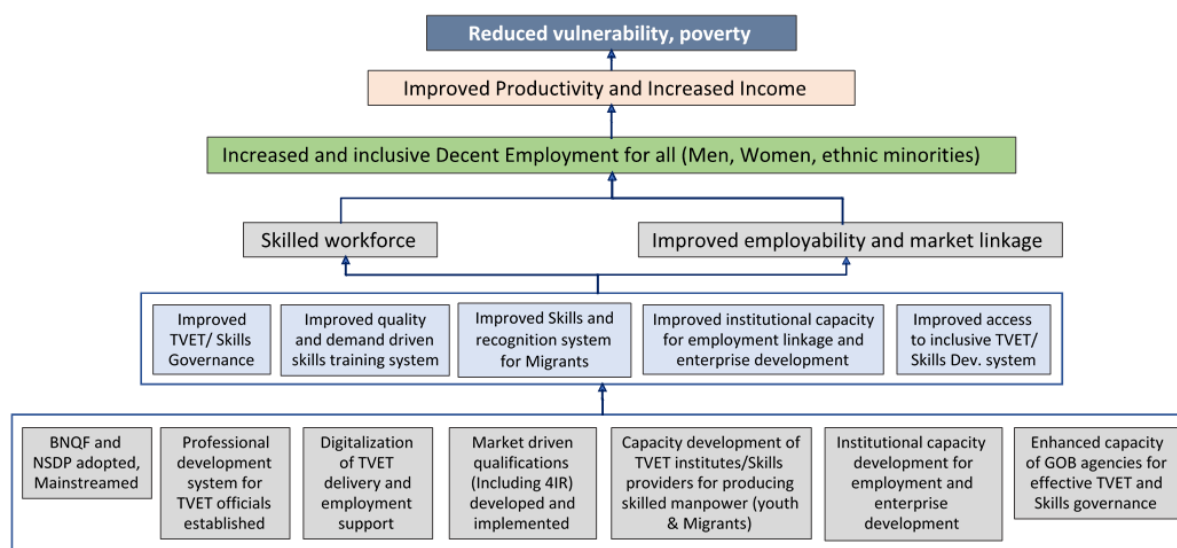 Reduced vulnerability, poverty
Improved Productivity and Increased Income
Increased and inclusive Decent Employment for all (Men, Women, ethnic minorities)
Skilled workforce
Improved employability and market linkage
Improved
TVET/ Skills
Governance
Improved quality
and demand driven
skills training system
Improved Skills and
recognition system
for Migrants
Improved institutional capacity
for employment linkage and
enterprise development
Improved access
to inclusive TVET/
Skills Dev. system
BNQF and
NSDP adopted,
Mainstreamed
Professional
development
system for
TVET officials
established
Digitalization
of TVET
delivery and
employment
support
Market driven
qualifications
(Including 4IR)
developed and
implemented
Capacity development of
TVET institutes/Skills
providers for producing
skilled manpower (youth
& Migrants)
Institutional capacity
development for
employment and
enterprise
development
Enhanced capacity
of GOB agencies for
effective TVET and
Skills governance